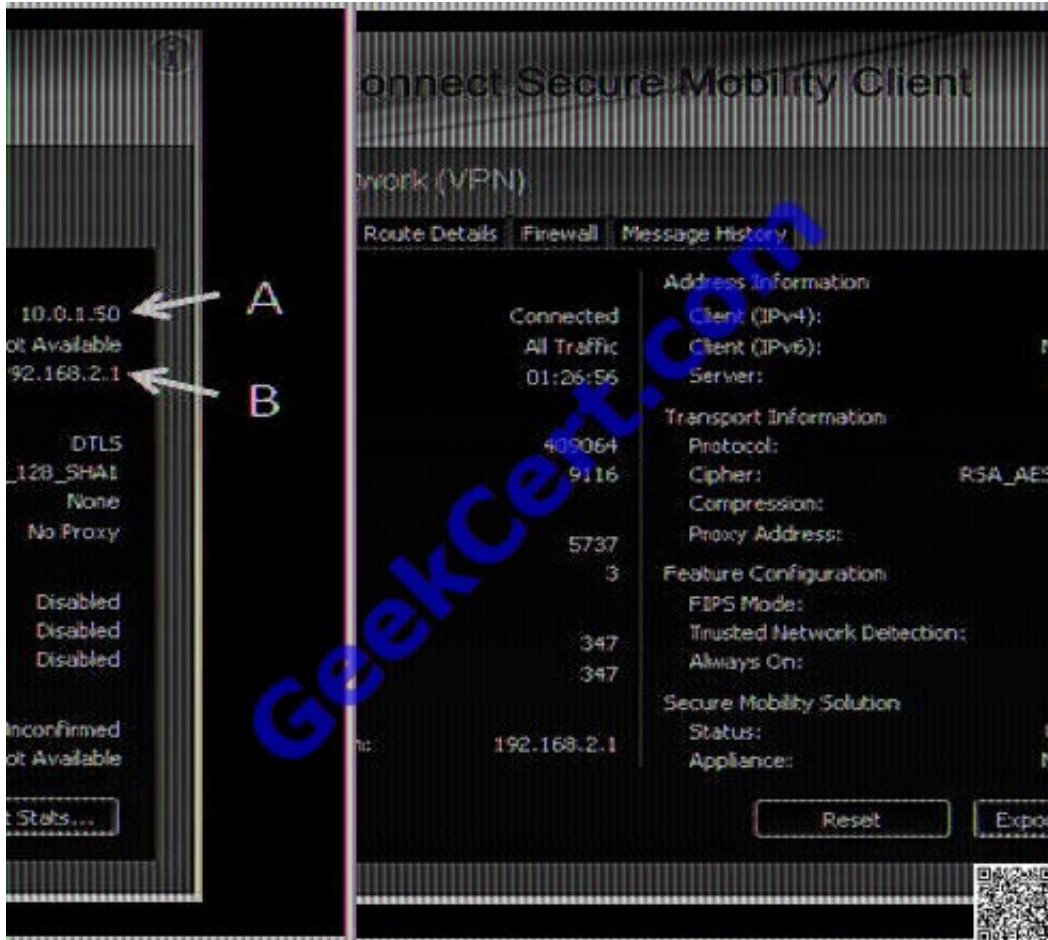 onnect Secure Mobility Client
work (VPN)
Route Details Firewall Message History
10.0.1.50
A
ot Available
92.168.2.1
B
DTLS
_128_SHA1
None
No Proxy
Disabled
Disabled
Disabled
nconfirmed
ot Available
t Stats...
Connected
All Traffic
01:26:56
409064
9116
5737
3
347
347
n:
192.168.2.1
Address Information
Client (IPv4):
Client (IPv6): N
Server:
Transport Information
Protocol:
Cipher: RSA_AES
Compression:
Proxy Address:
Feature Configuration
FIPS Mode:
Trusted Network Detection:
Always On:
Secure Mobility Solution
Status:
Appliance: N
Reset Expo
GeekCert.com